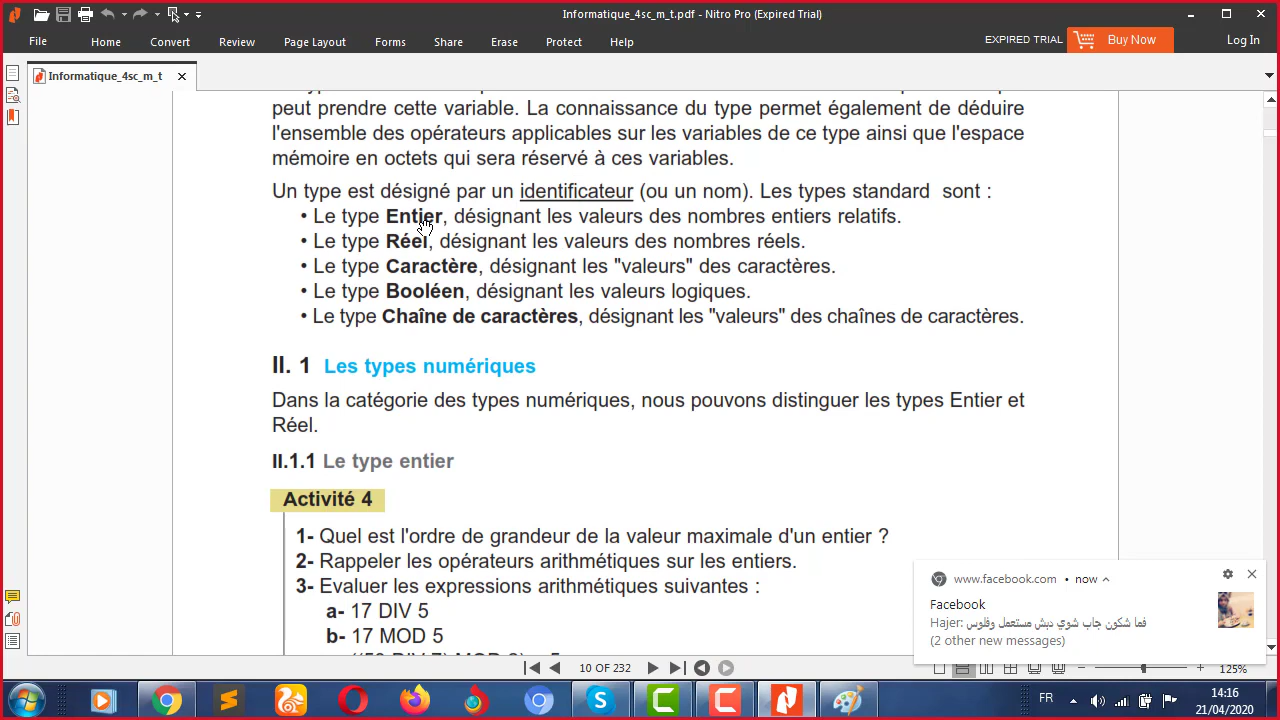 Informatique_4sc_m_t.pdf - Nitro Pro (Expired Trial)
File Home Convert Review Page Layout Forms Share Erase Protect Help EXPIRED TRIAL Buy Now Log In
Informatique_4sc_m_t
peut prendre cette variable. La connaissance du type permet également de déduire
l'ensemble des opérateurs applicables sur les variables de ce type ainsi que l'espace
mémoire en octets qui sera réservé à ces variables.
Un type est désigné par un identificateur (ou un nom). Les types standard sont :
• Le type Entier, désignant les valeurs des nombres entiers relatifs.
• Le type Réel, désignant les valeurs des nombres réels.
• Le type Caractère, désignant les "valeurs" des caractères.
• Le type Booléen, désignant les valeurs logiques.
• Le type Chaîne de caractères, désignant les "valeurs" des chaînes de caractères.
II. 1 Les types numériques
Dans la catégorie des types numériques, nous pouvons distinguer les types Entier et
Réel.
II.1.1 Le type entier
Activité 4
1- Quel est l'ordre de grandeur de la valeur maximale d'un entier ?
2- Rappeler les opérateurs arithmétiques sur les entiers.
3- Evaluer les expressions arithmétiques suivantes :
a- 17 DIV 5
b- 17 MOD 5
www.facebook.com • now
Facebook
Hajer: فما شكون جاب شوي دبش مستعمل وفلوس
(2 other new messages)
10 OF 232
125%
FR
14:16
21/04/2020